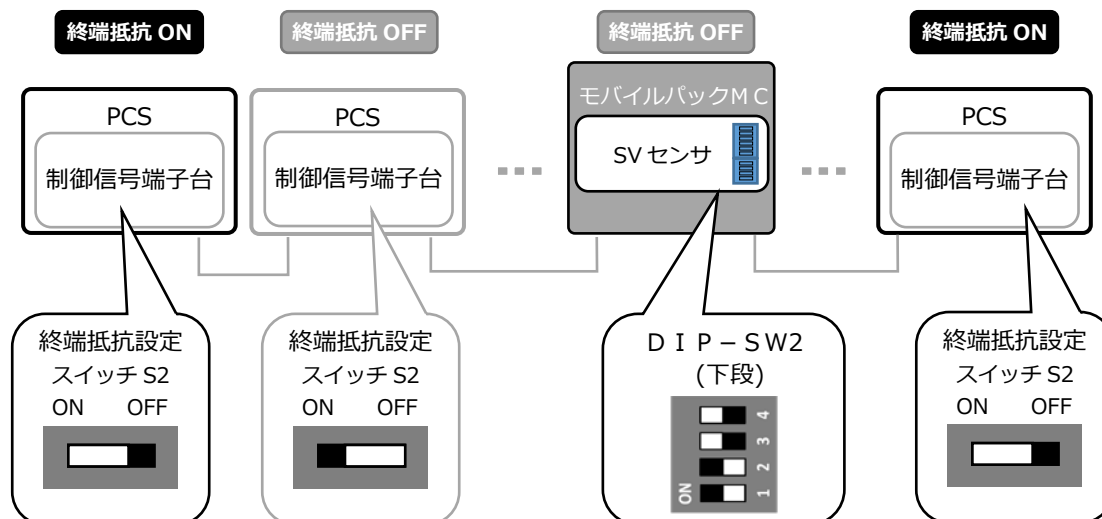 終端抵抗 ON
終端抵抗 OFF
終端抵抗 OFF
終端抵抗 ON
PCS
制御信号端子台
PCS
制御信号端子台
モバイルパックＭＣ
SV センサ
PCS
制御信号端子台
終端抵抗設定
スイッチ S2
ON OFF
終端抵抗設定
スイッチ S2
ON OFF
ＤＩＰ－ＳＷ2
(下段)
4
3
2
1
ON
終端抵抗設定
スイッチ S2
ON OFF